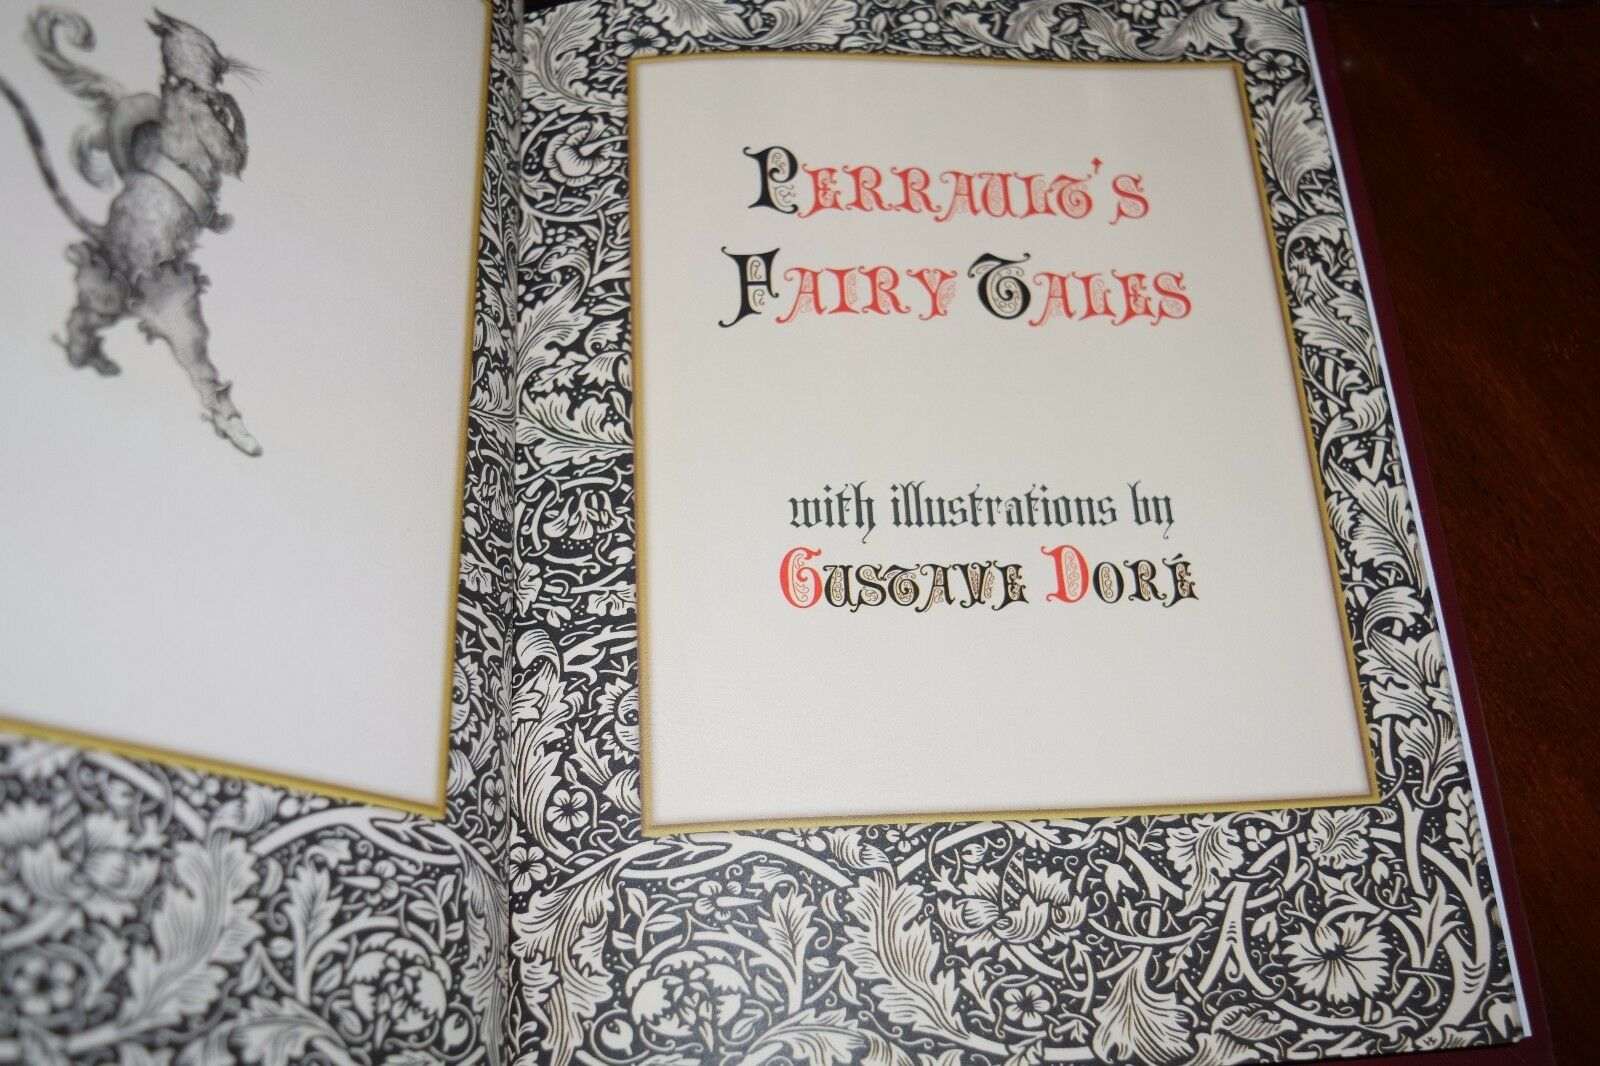 PERRAULT'S
FAIRY TALES
with illustrations by
GUSTAVE DORÉ